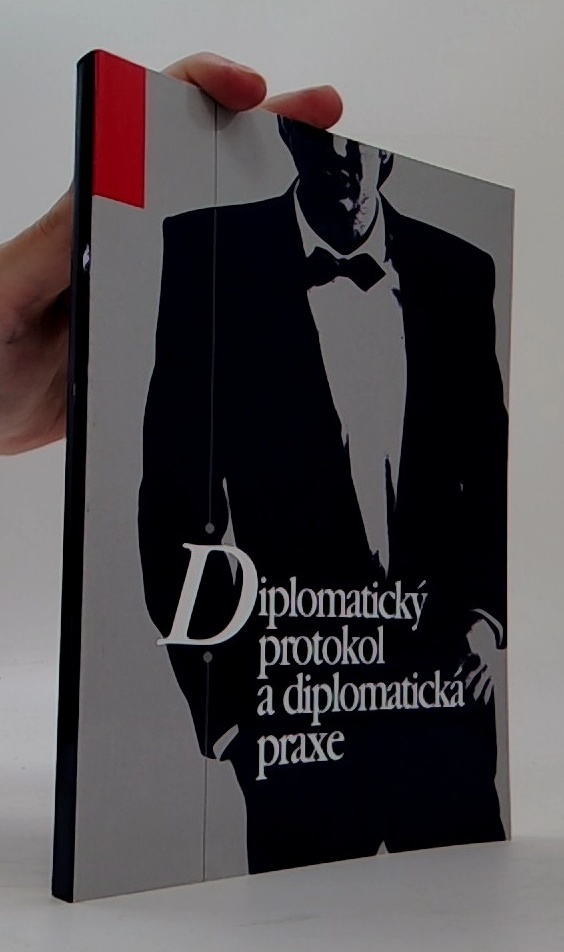 Diplomatický
protokol
a diplomatická
praxe